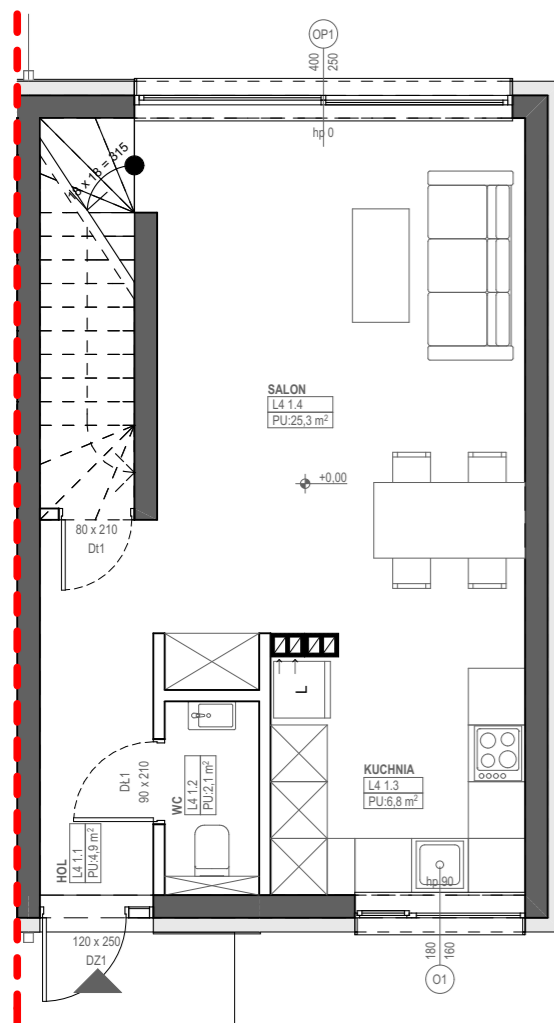 OP1
400
250
hp 0
18 x 18 = 315
SALON
L4 1.4
PU:25,3 m²
+0,00
80 x 210
Dt1
L
KUCHNIA
L4 1.3
PU:6,8 m²
DŁ1
90 x 210
WC
L4 1.2
PU:2,1 m²
HOL
L4 1.1
PU:4,9 m²
hp 90
120 x 250
DZ1
180
160
O1